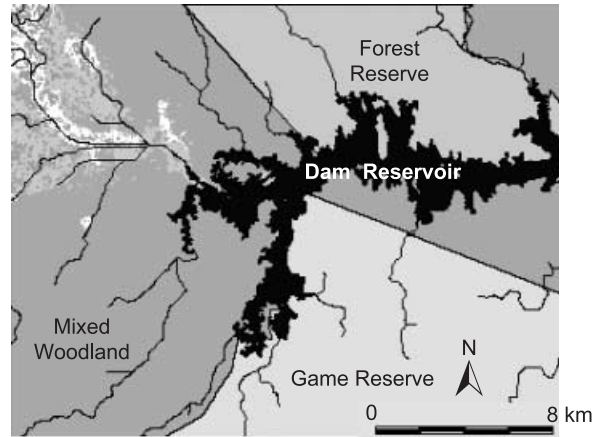 Forest
Reserve
Dam Reservoir
Mixed
Woodland
Game Reserve
N
0 8 km